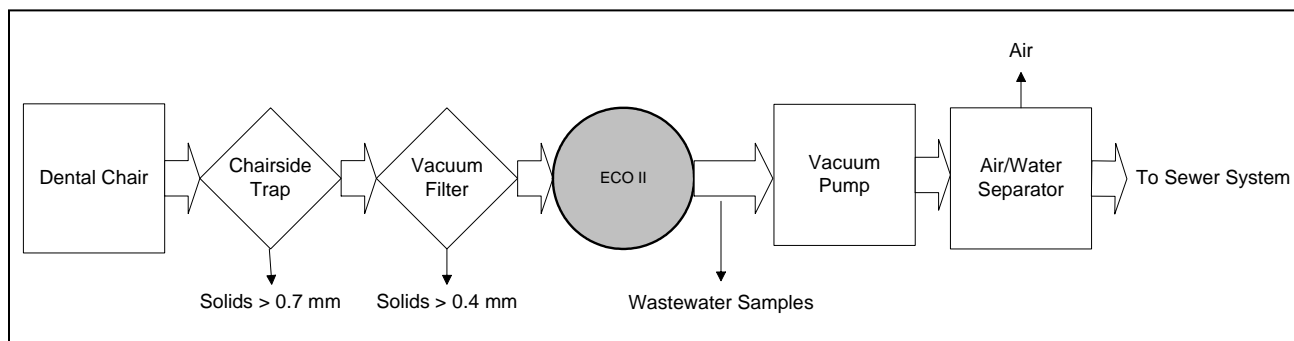 Air
Dental Chair
Chairside
Trap
Vacuum
Filter
ECO II
Vacuum
Pump
Air/Water
Separator
To Sewer System
Solids > 0.7 mm
Solids > 0.4 mm
Wastewater Samples